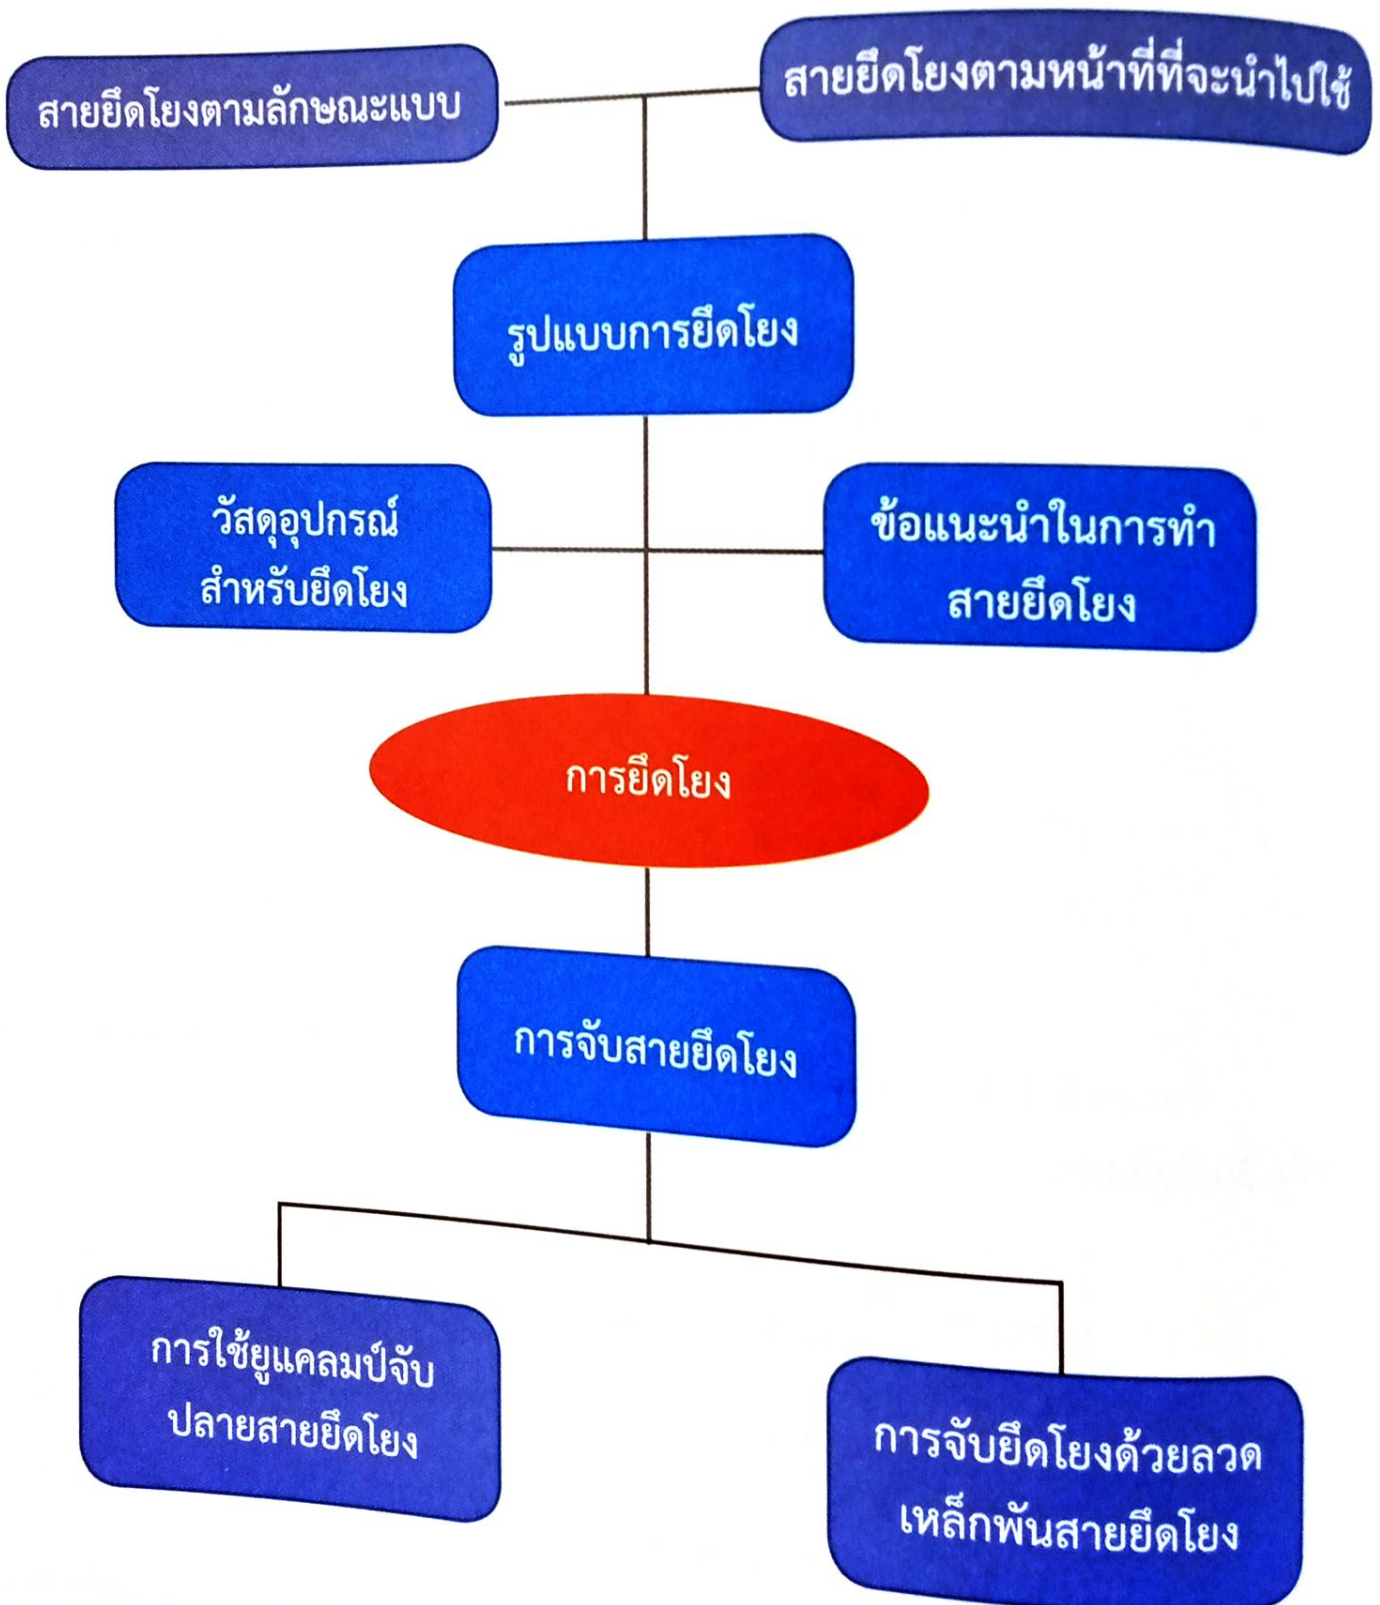 สายยึดโยงตามลักษณะแบบ
สายยึดโยงตามหน้าที่ที่จะนำไปใช้
รูปแบบการยึดโยง
วัสดุอุปกรณ์
สำหรับยึดโยง
ข้อแนะนำในการทำ
สายยึดโยง
การยึดโยง
การจับสายยึดโยง
การใช้ยูแคลมป์จับ
ปลายสายยึดโยง
การจับยึดโยงด้วยลวด
เหล็กพันสายยึดโยง